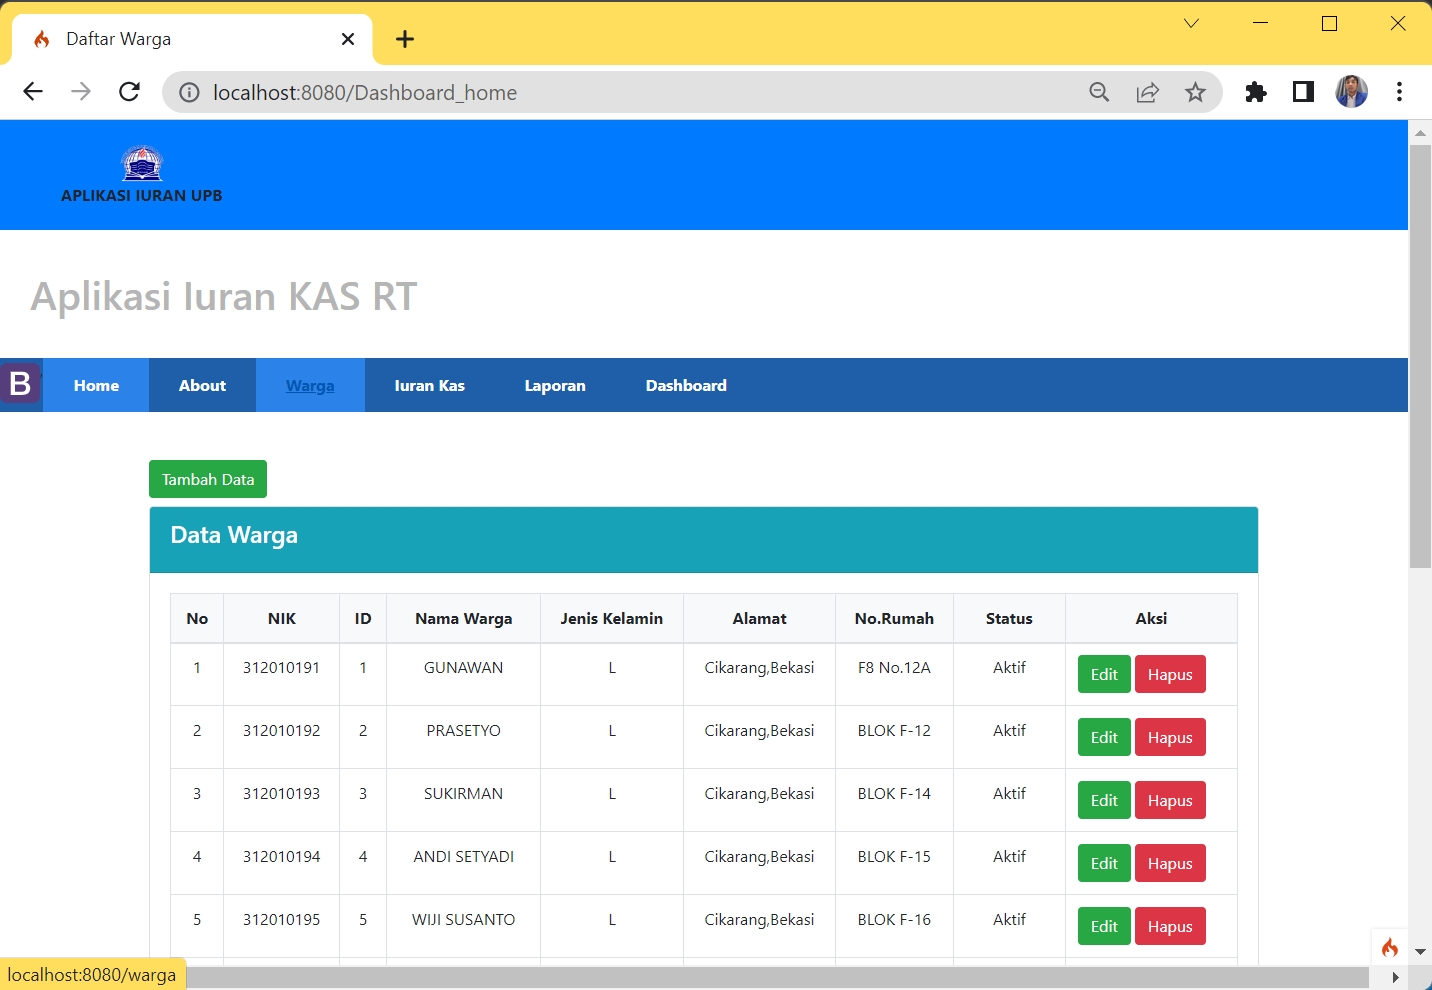 Daftar Warga
localhost:8080/Dashboard_home
APLIKASI IURAN UPB
Aplikasi Iuran KAS RT
B Home About Warga Iuran Kas Laporan Dashboard
Tambah Data
Data Warga
No NIK ID Nama Warga Jenis Kelamin Alamat No.Rumah Status Aksi
1 312010191 1 GUNAWAN L Cikarang,Bekasi F8 No.12A Aktif Edit Hapus
2 312010192 2 PRASETYO L Cikarang,Bekasi BLOK F-12 Aktif Edit Hapus
3 312010193 3 SUKIRMAN L Cikarang,Bekasi BLOK F-14 Aktif Edit Hapus
4 312010194 4 ANDI SETYADI L Cikarang,Bekasi BLOK F-15 Aktif Edit Hapus
5 312010195 5 WIJI SUSANTO L Cikarang,Bekasi BLOK F-16 Aktif Edit Hapus
localhost:8080/warga